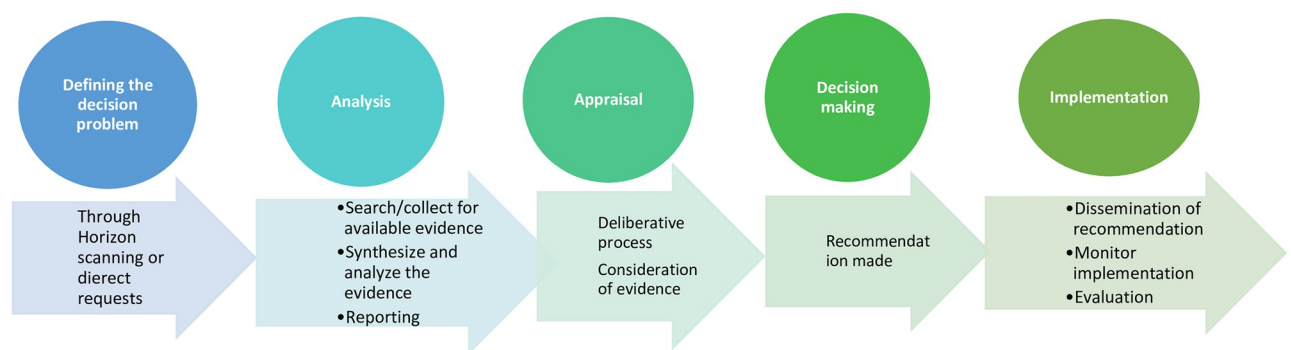 Defining the
decision
problem
Through
Horizon
scanning or
dierect
requests
Analysis
•Search/collect for
available evidence
•Synthesize and
analyze the
evidence
•Reporting
Appraisal
Deliberative
process
Consideration
of evidence
Decision
making
Recommendat
ion made
Implementation
•Dissemination of
recommendation
•Monitor
implementation
•Evaluation